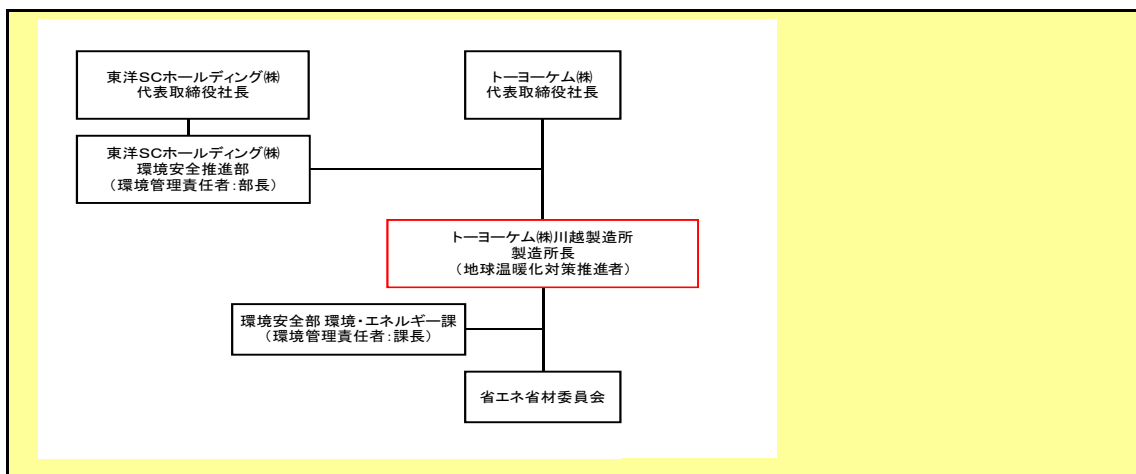 東洋SCホールディング㈱
代表取締役社長
トーヨーケム㈱
代表取締役社長
東洋SCホールディング㈱
環境安全推進部
（環境管理責任者：部長）
トーヨーケム㈱川越製造所
製造所長
（地球温暖化対策推進者）
環境安全部 環境・エネルギー課
（環境管理責任者：課長）
省エネ省材委員会